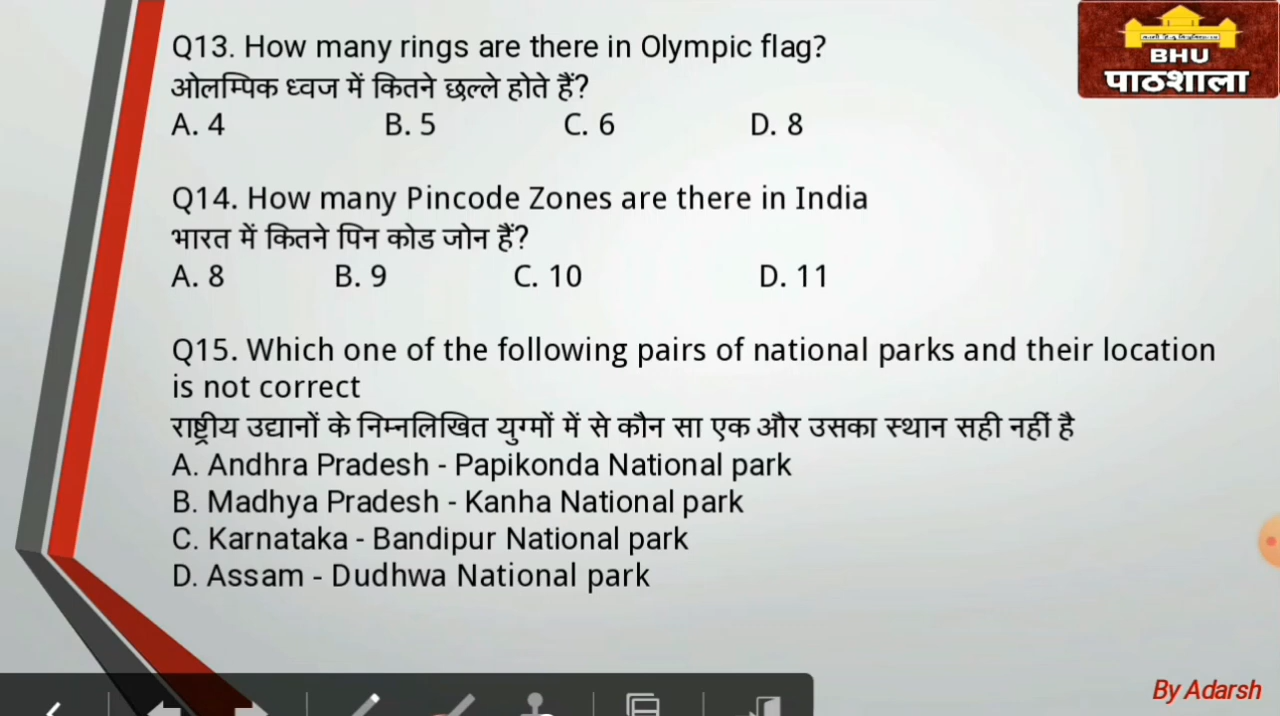 Q13. How many rings are there in Olympic flag?
ओलम्पिक ध्वज में कितने छल्ले होते हैं?
A. 4 B. 5 C. 6 D. 8
Q14. How many Pincode Zones are there in India
भारत में कितने पिन कोड जोन हैं?
A. 8 B. 9 C. 10 D. 11
Q15. Which one of the following pairs of national parks and their location
is not correct
राष्ट्रीय उद्यानों के निम्नलिखित युग्मों में से कौन सा एक और उसका स्थान सही नहीं है
A. Andhra Pradesh - Papikonda National park
B. Madhya Pradesh - Kanha National park
C. Karnataka - Bandipur National park
D. Assam - Dudhwa National park
BHU
पाठशाला
By Adarsh